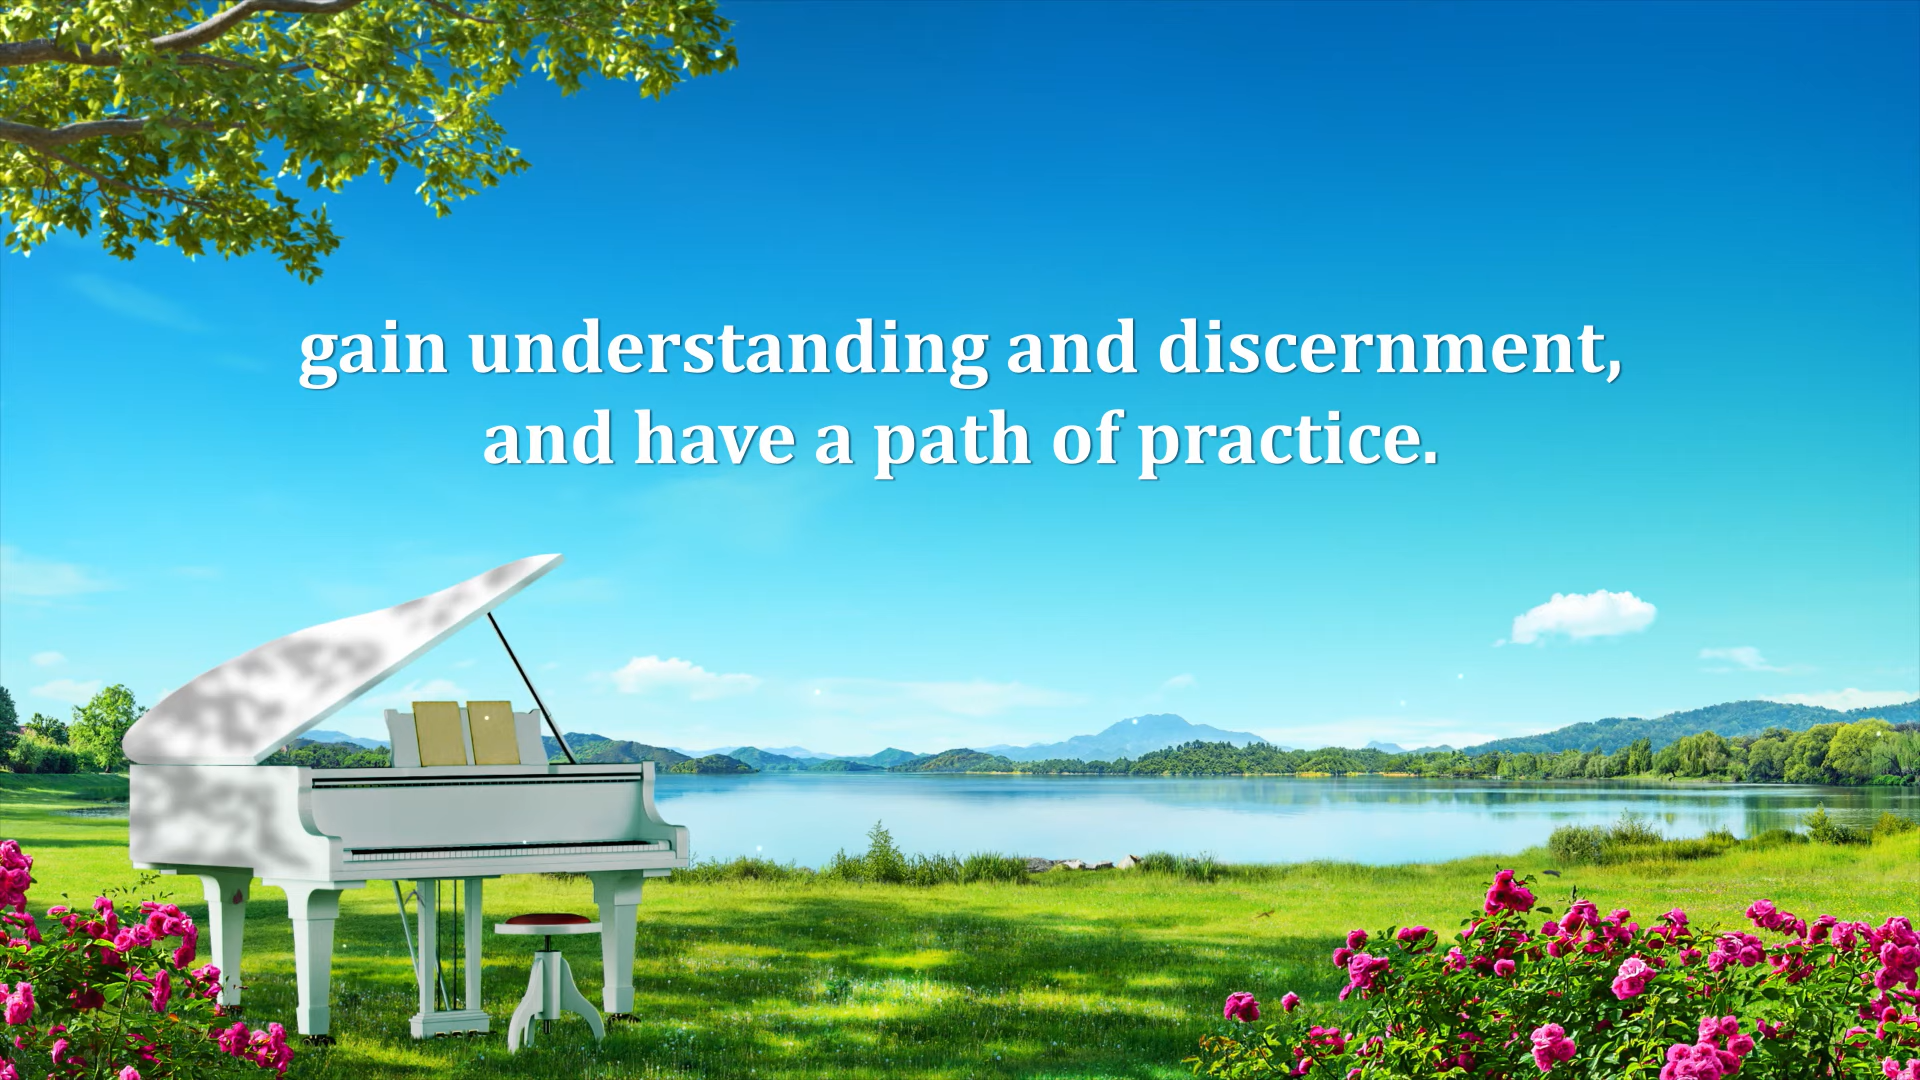 gain understanding and discernment,
and have a path of practice.